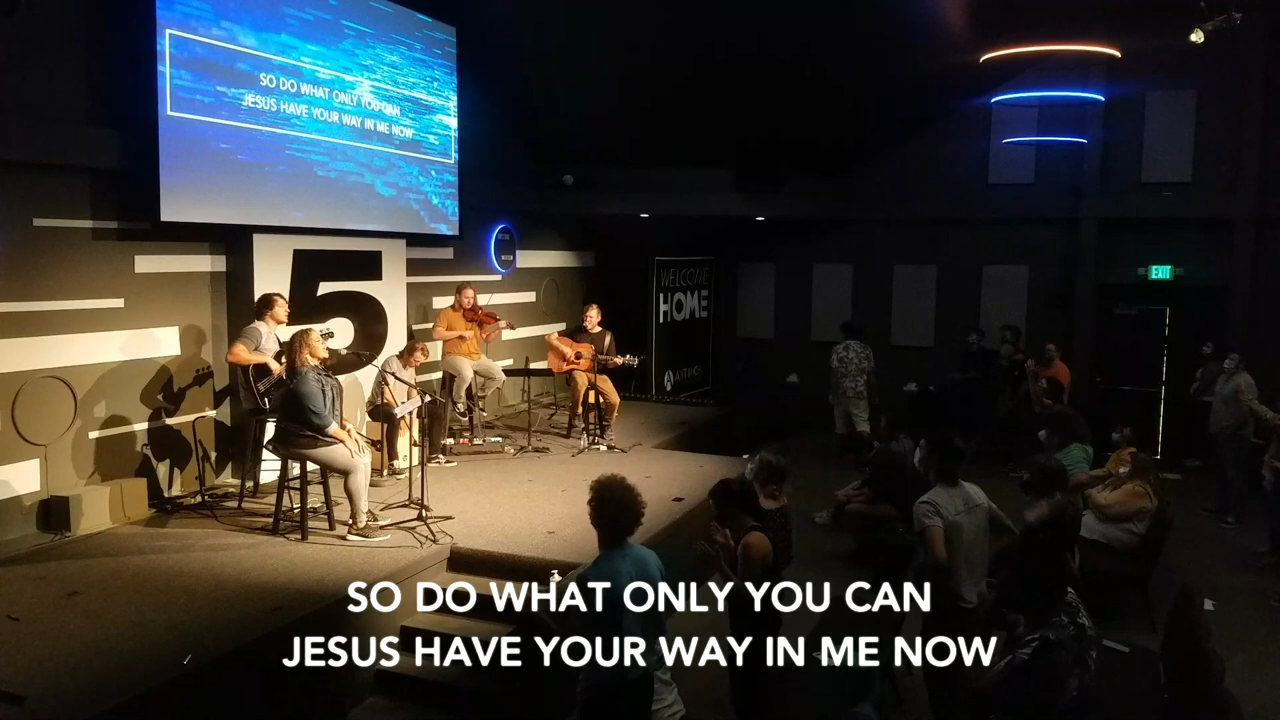 SO DO WHAT ONLY YOU CAN
JESUS HAVE YOUR WAY IN ME NOW
5
WELCOME
HOME
EXIT
SO DO WHAT ONLY YOU CAN
JESUS HAVE YOUR WAY IN ME NOW